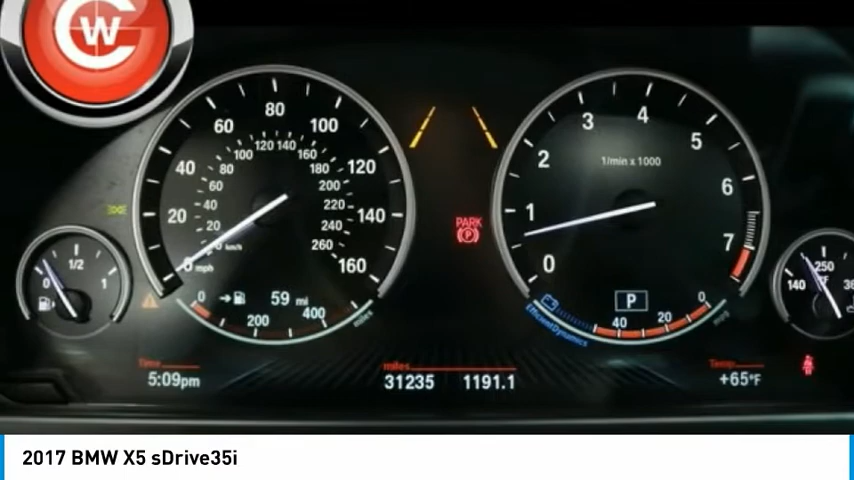 CW
80
60
100
120 140
100
160
40
80
180
120
60
200
40
220
20
140
20
240
km/h
260
0 mph
160
0
59 mi
200
400
miles
0
1/2
1
3
4
2
5
1/min x 1000
6
1
7
0
P
40
20
0
mpg
EfficientDynamics
PARK
(P)
140
250
°F
Time
5:09pm
miles
31235
1191.1
Temp
+65°F
2017 BMW X5 sDrive35i